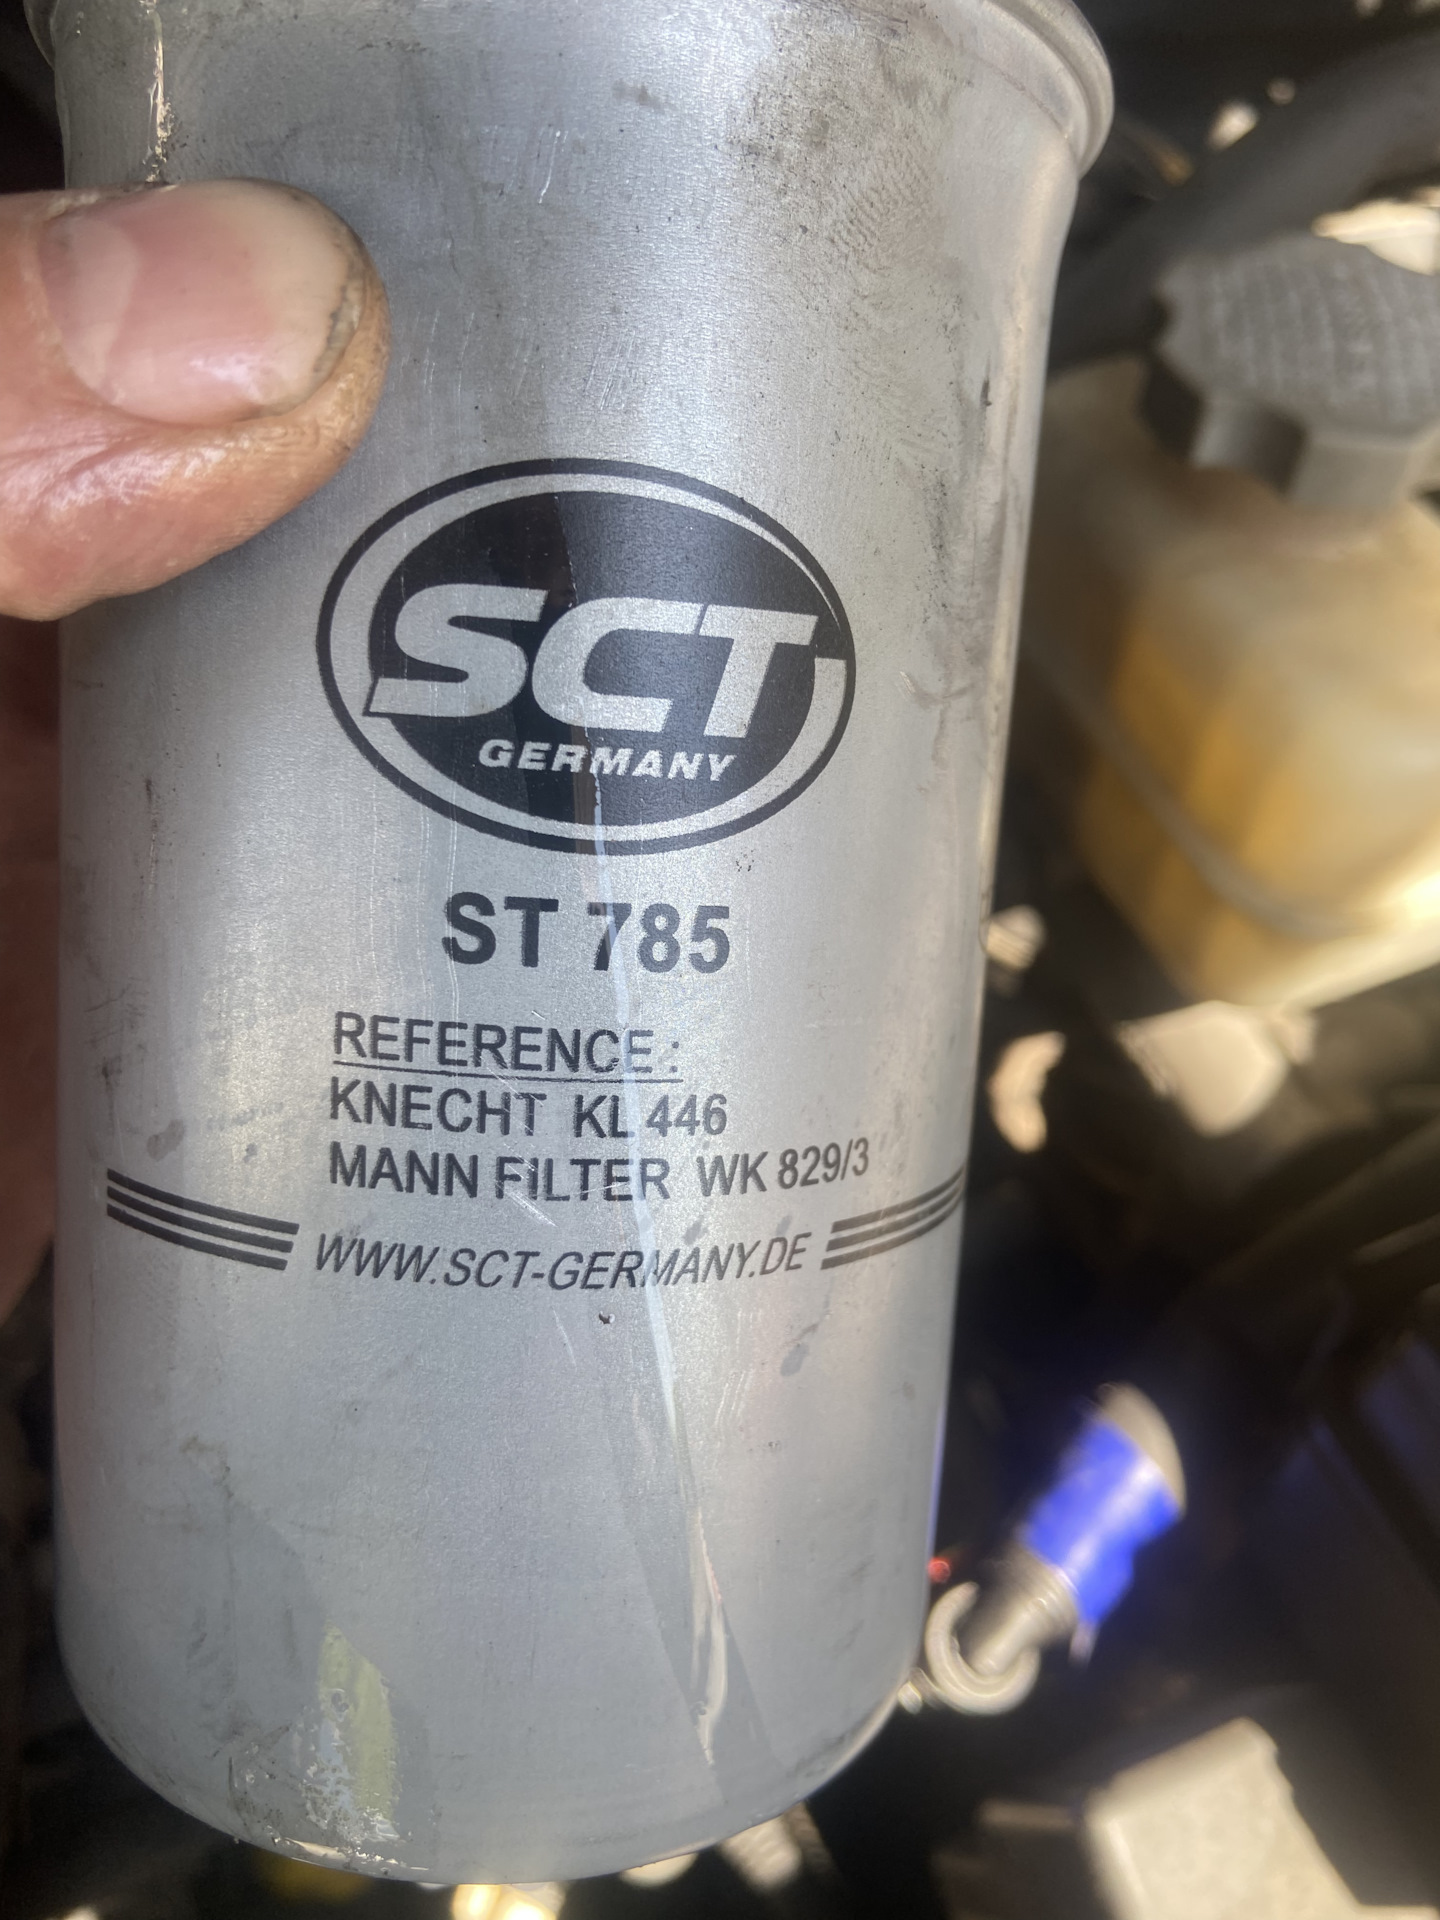 SCT
GERMANY
ST 785
REFERENCE :
KNECHT KL 446
MANN FILTER WK 829/3
WWW.SCT-GERMANY.DE